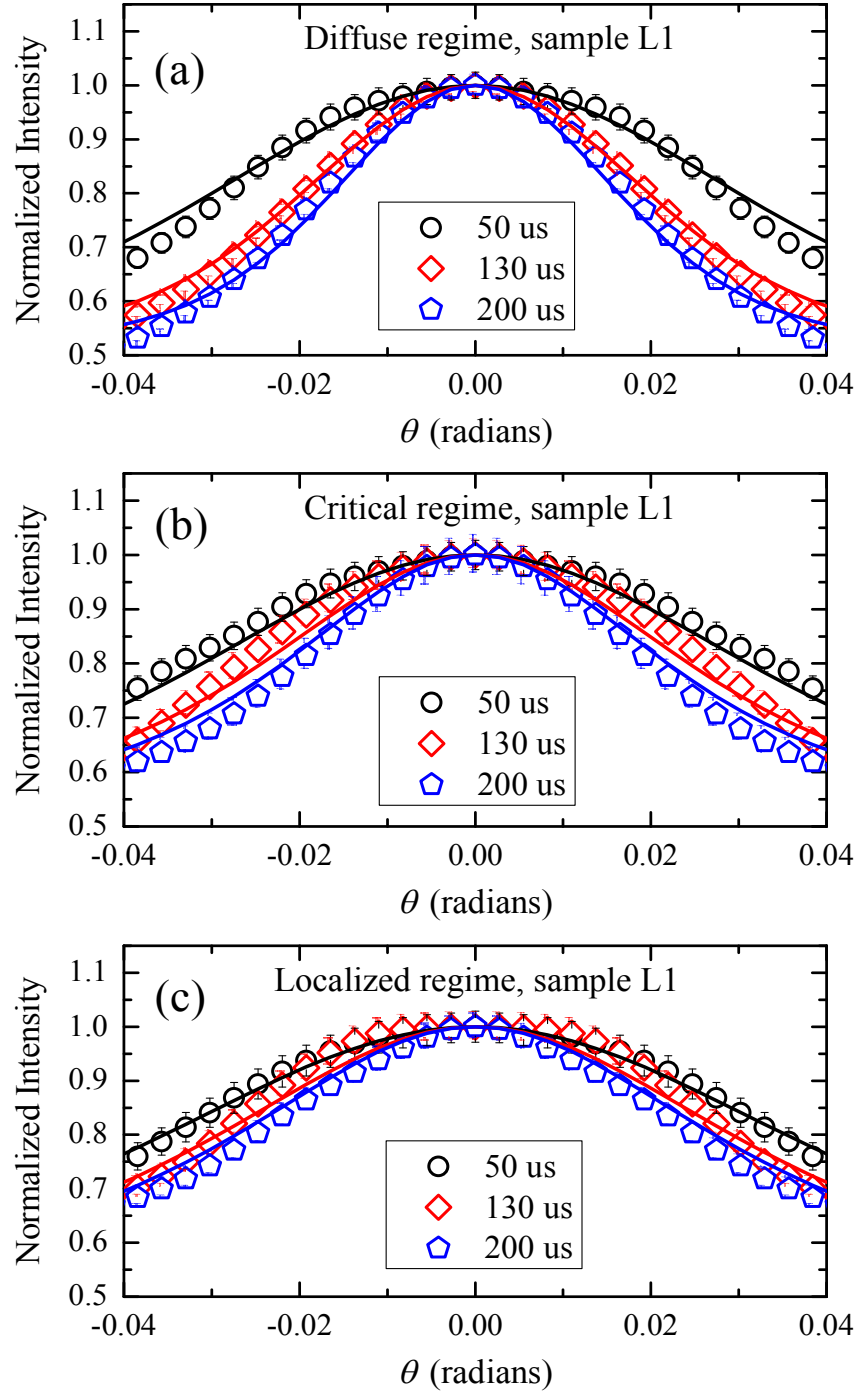 Diffuse regime, sample L1
(a)
Normalized Intensity
1.1
1.0
0.9
0.8
0.7
0.6
0.5
50 us
130 us
200 us
-0.04 -0.02 0.00 0.02 0.04
θ (radians)
Critical regime, sample L1
(b)
Normalized Intensity
1.1
1.0
0.9
0.8
0.7
0.6
0.5
50 us
130 us
200 us
-0.04 -0.02 0.00 0.02 0.04
θ (radians)
Localized regime, sample L1
(c)
Normalized Intensity
1.1
1.0
0.9
0.8
0.7
0.6
0.5
50 us
130 us
200 us
-0.04 -0.02 0.00 0.02 0.04
θ (radians)